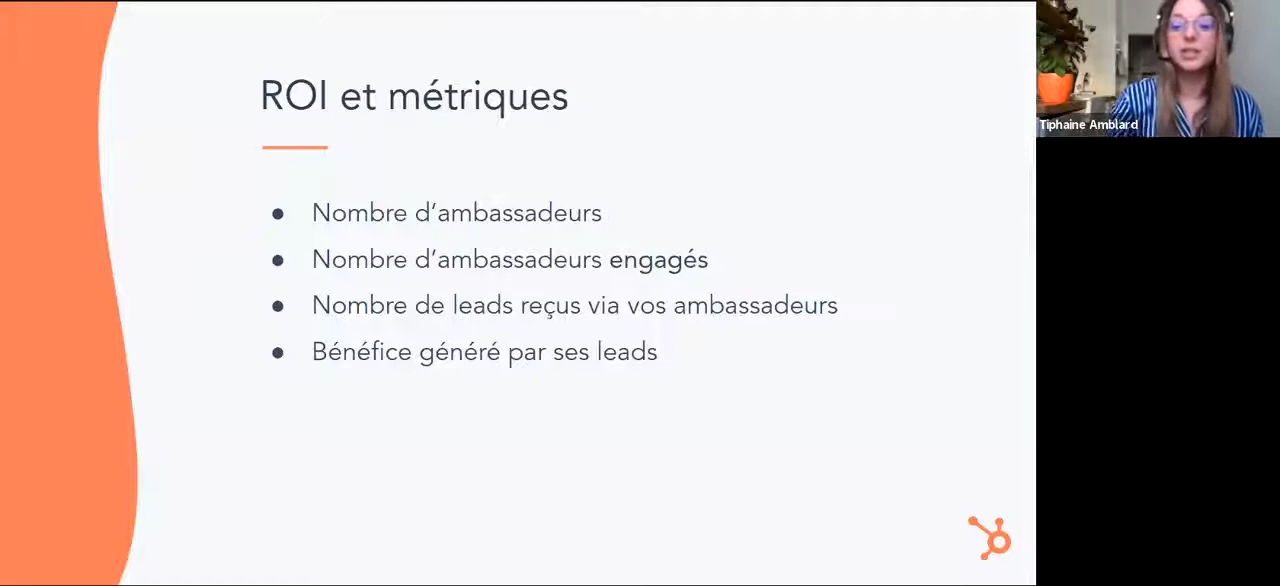 ROI et métriques
● Nombre d’ambassadeurs
● Nombre d’ambassadeurs engagés
● Nombre de leads reçus via vos ambassadeurs
● Bénéfice généré par ses leads
Tiphaine Amblard